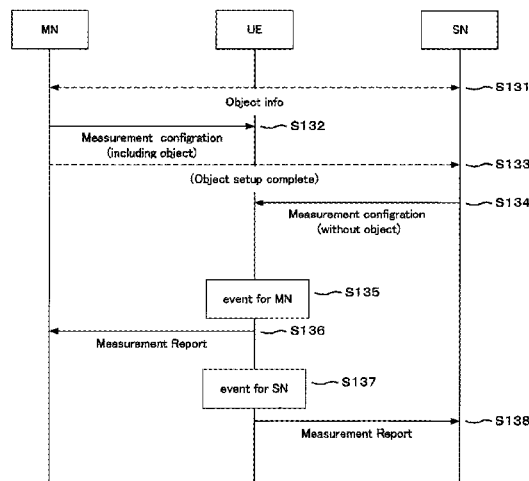 MN
UE
SN
S131
Object info
S132
Measurement configration
(including object)
S133
(Object setup complete)
S134
Measurement configration
(without object)
event for MN
S135
S136
Measurement Report
event for SN
S137
S138
Measurement Report